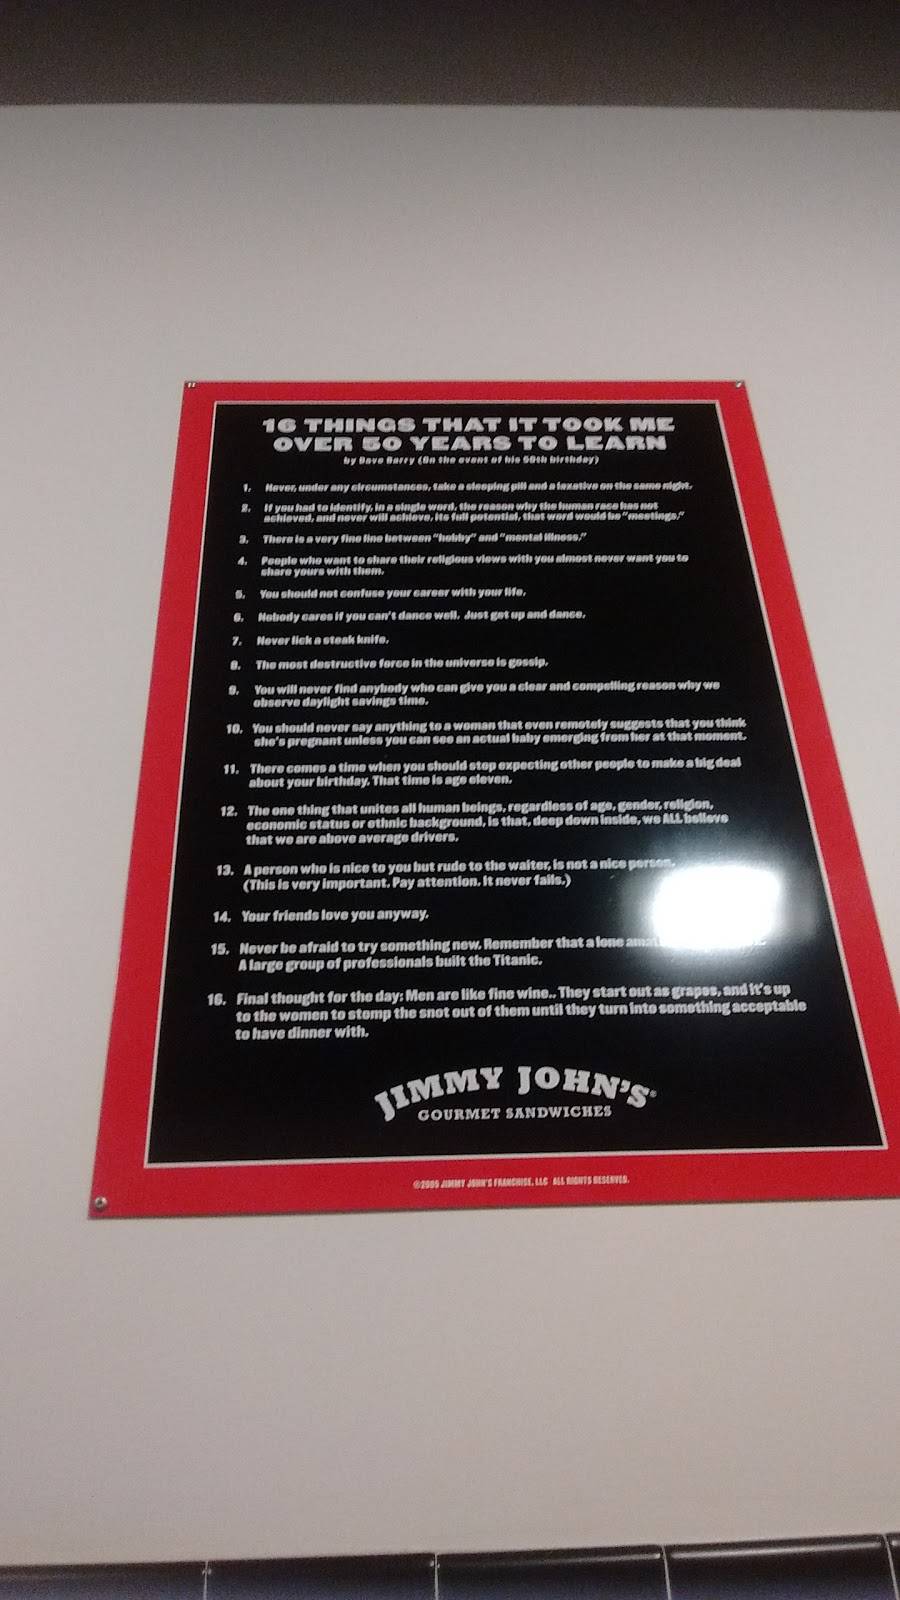 16 THINGS THAT IT TOOK ME
OVER 50 YEARS TO LEARN
by Dave Barry (On the event of his 50th birthday)
1. Never, under any circumstances, take a sleeping pill and a laxative on the same night.
2. If you had to identify, in a single word, the reason why the human race has not
achieved, and never will achieve, its full potential, that word would be "meetings."
3. There is a very fine line between "hobby" and "mental illness."
4. People who want to share their religious views with you almost never want you to
share yours with them.
5. You should not confuse your career with your life.
6. Nobody cares if you can't dance well. Just get up and dance.
7. Never lick a steak knife.
8. The most destructive force in the universe is gossip.
9. You will never find anybody who can give you a clear and compelling reason why we
observe daylight savings time.
10. You should never say anything to a woman that even remotely suggests that you think
she's pregnant unless you can see an actual baby emerging from her at that moment.
11. There comes a time when you should stop expecting other people to make a big deal
about your birthday. That time is age eleven.
12. The one thing that unites all human beings, regardless of age, gender, religion,
economic status or ethnic background, is that, deep down inside, we ALL believe
that we are above average drivers.
13. A person who is nice to you but rude to the waiter, is not a nice person.
(This is very important. Pay attention. It never fails.)
14. Your friends love you anyway.
15. Never be afraid to try something new. Remember that a lone
A large group of professionals built the Titanic.
16. Final thought for the day: Men are like fine wine.. They start out as grapes, and it's up
to the women to stomp the snot out of them until they turn into something acceptable
to have dinner with.
JIMMY JOHN'S®
GOURMET SANDWICHES
©2005 JIMMY JOHN'S FRANCHISE, LLC ALL RIGHTS RESERVED.